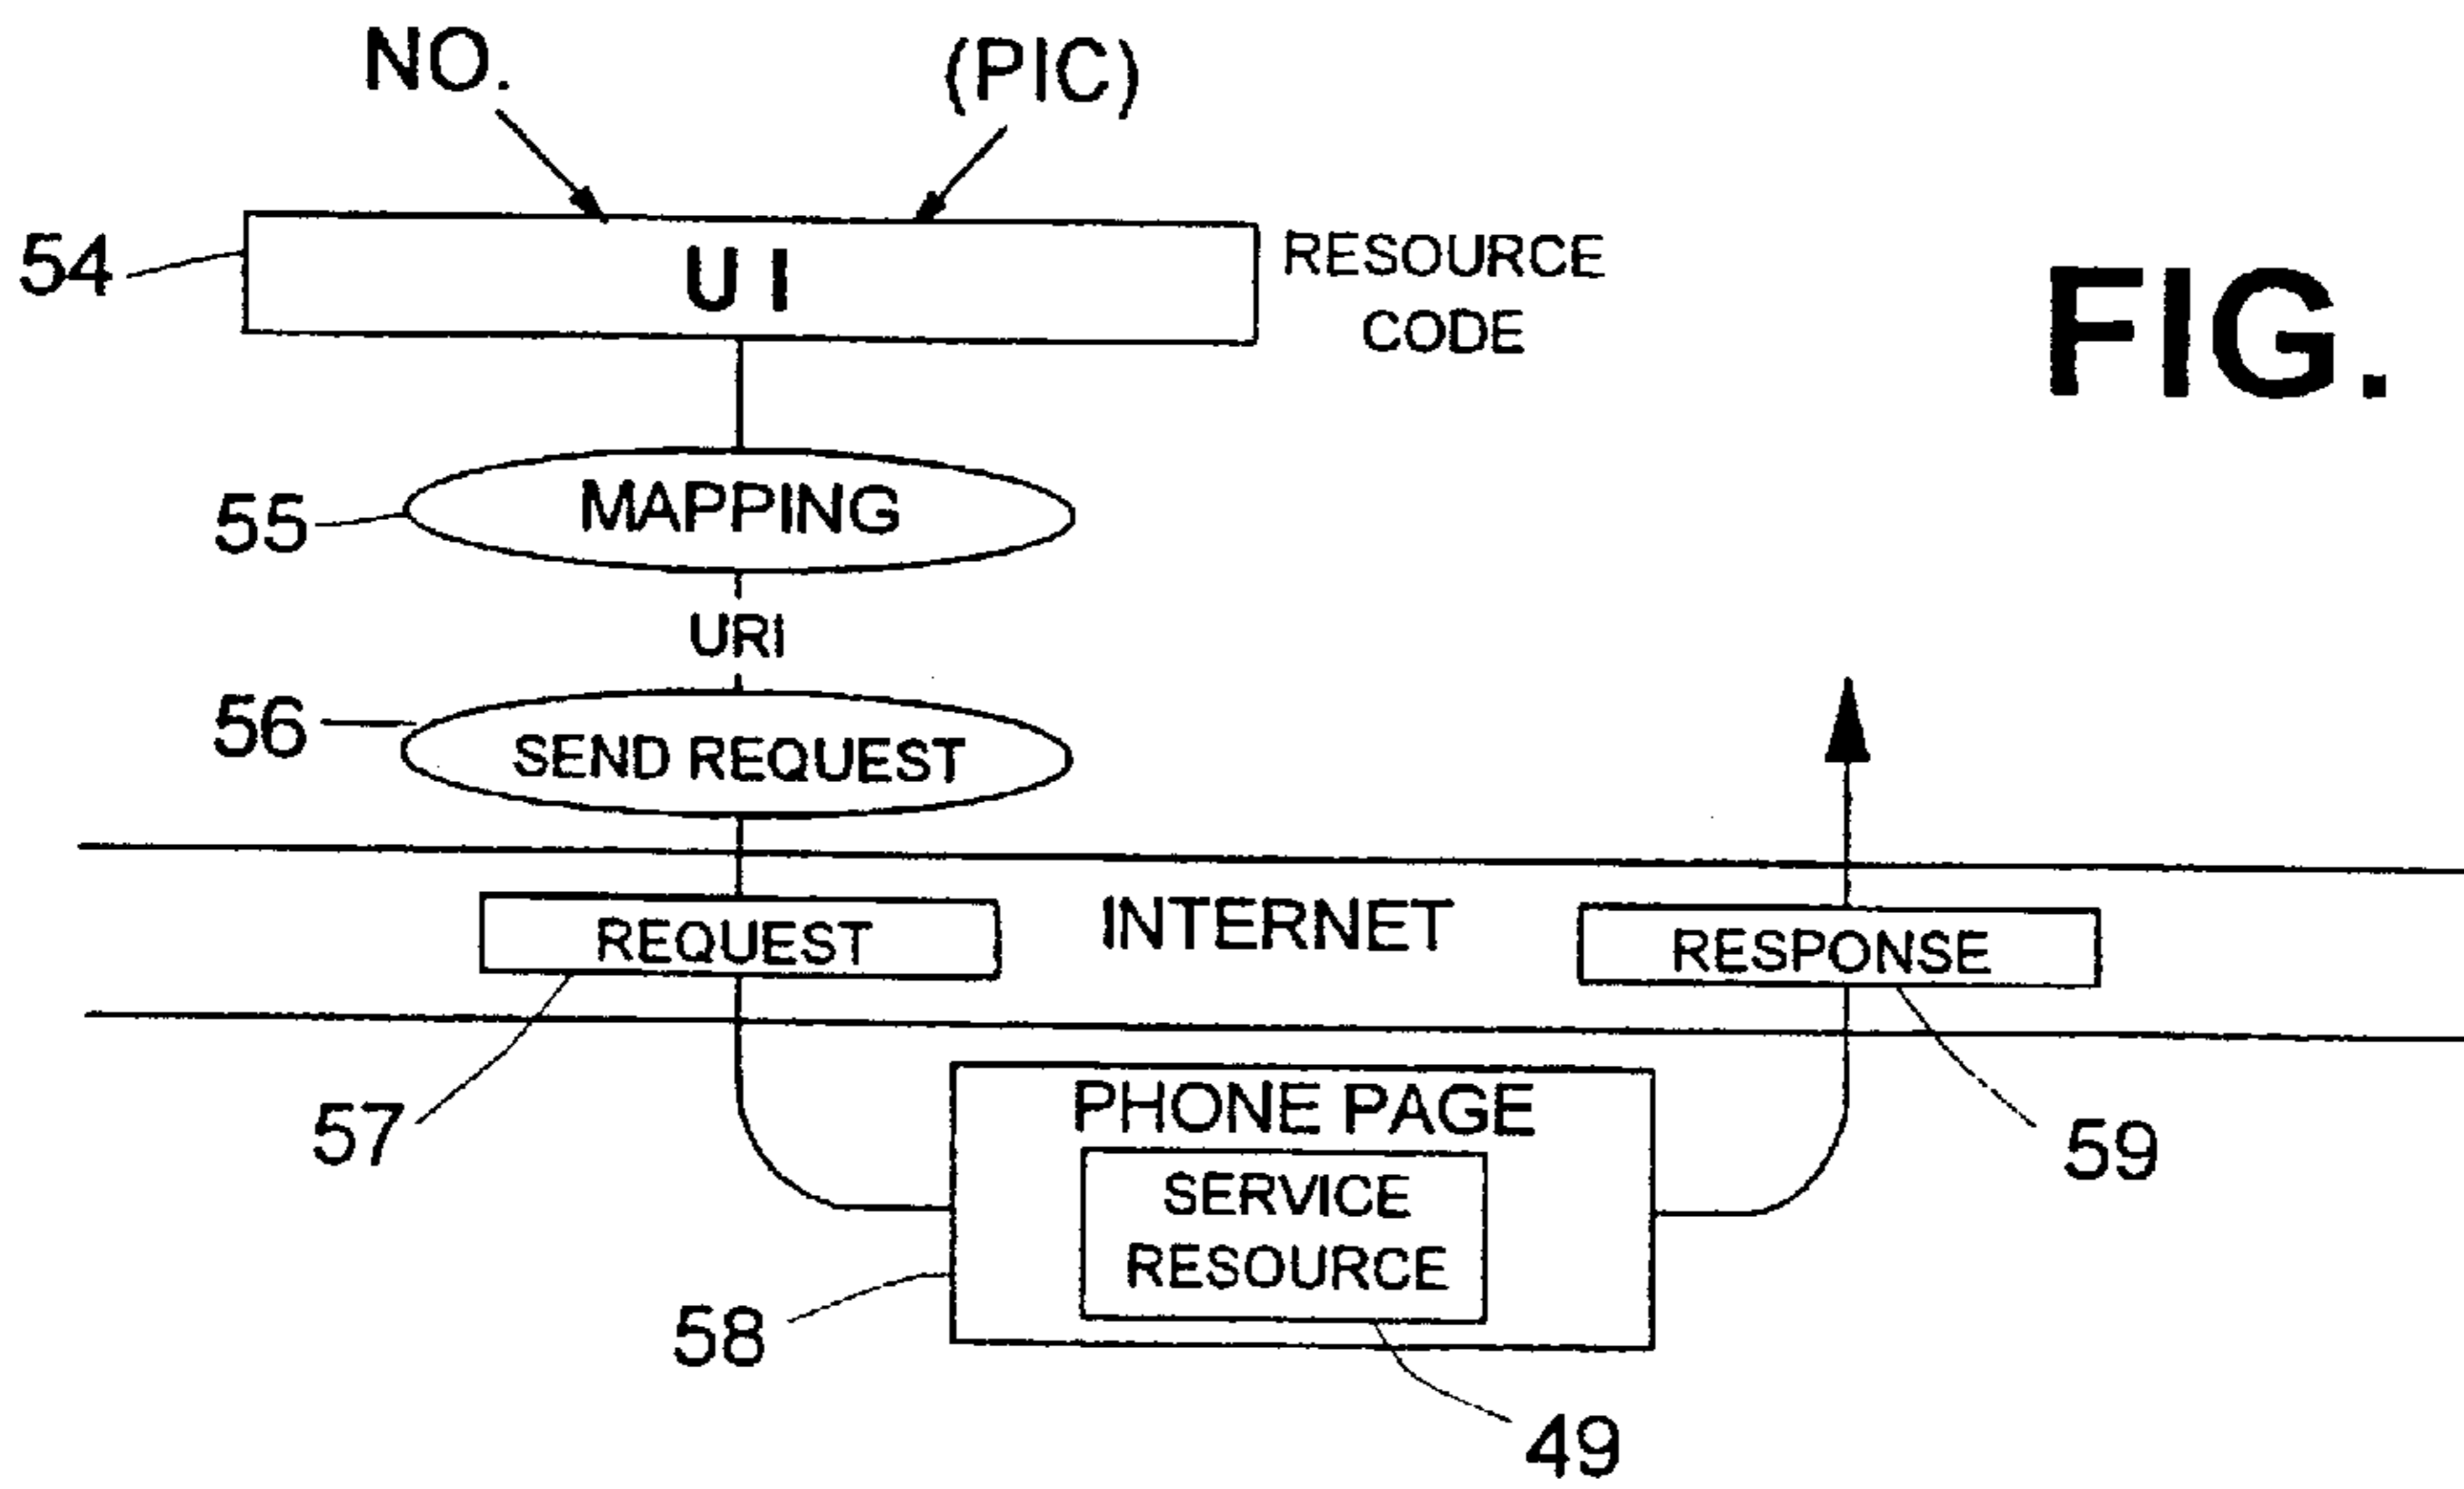 NO.
(PIC)
54
U I
RESOURCE
CODE
FIG.
55
MAPPING
URI
56
SEND REQUEST
REQUEST
INTERNET
RESPONSE
57
PHONE PAGE
59
SERVICE
RESOURCE
58
49